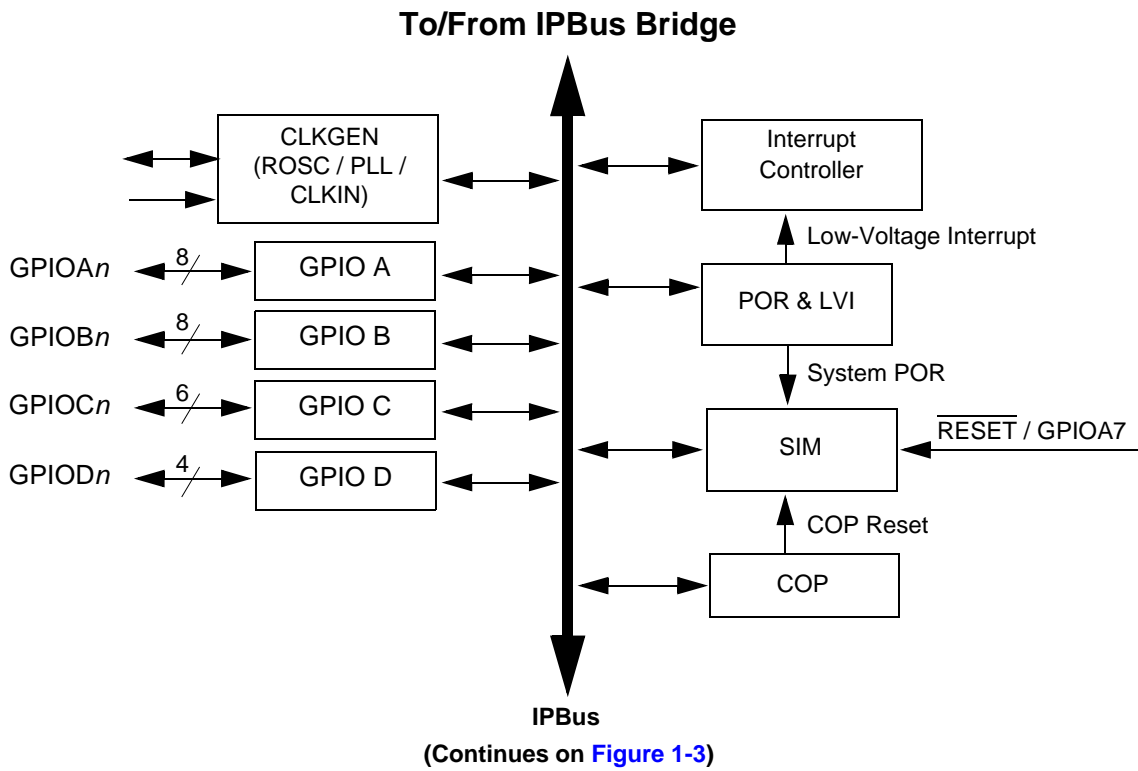 To/From IPBus Bridge
CLKGEN
(ROSC / PLL /
CLKIN)
GPIOAn
8
GPIO A
GPIOBn
8
GPIO B
GPIOCn
6
GPIO C
GPIODn
4
GPIO D
Interrupt
Controller
Low-Voltage Interrupt
POR & LVI
System POR
SIM
RESET / GPIOA7
COP Reset
COP
IPBus
(Continues on Figure 1-3)